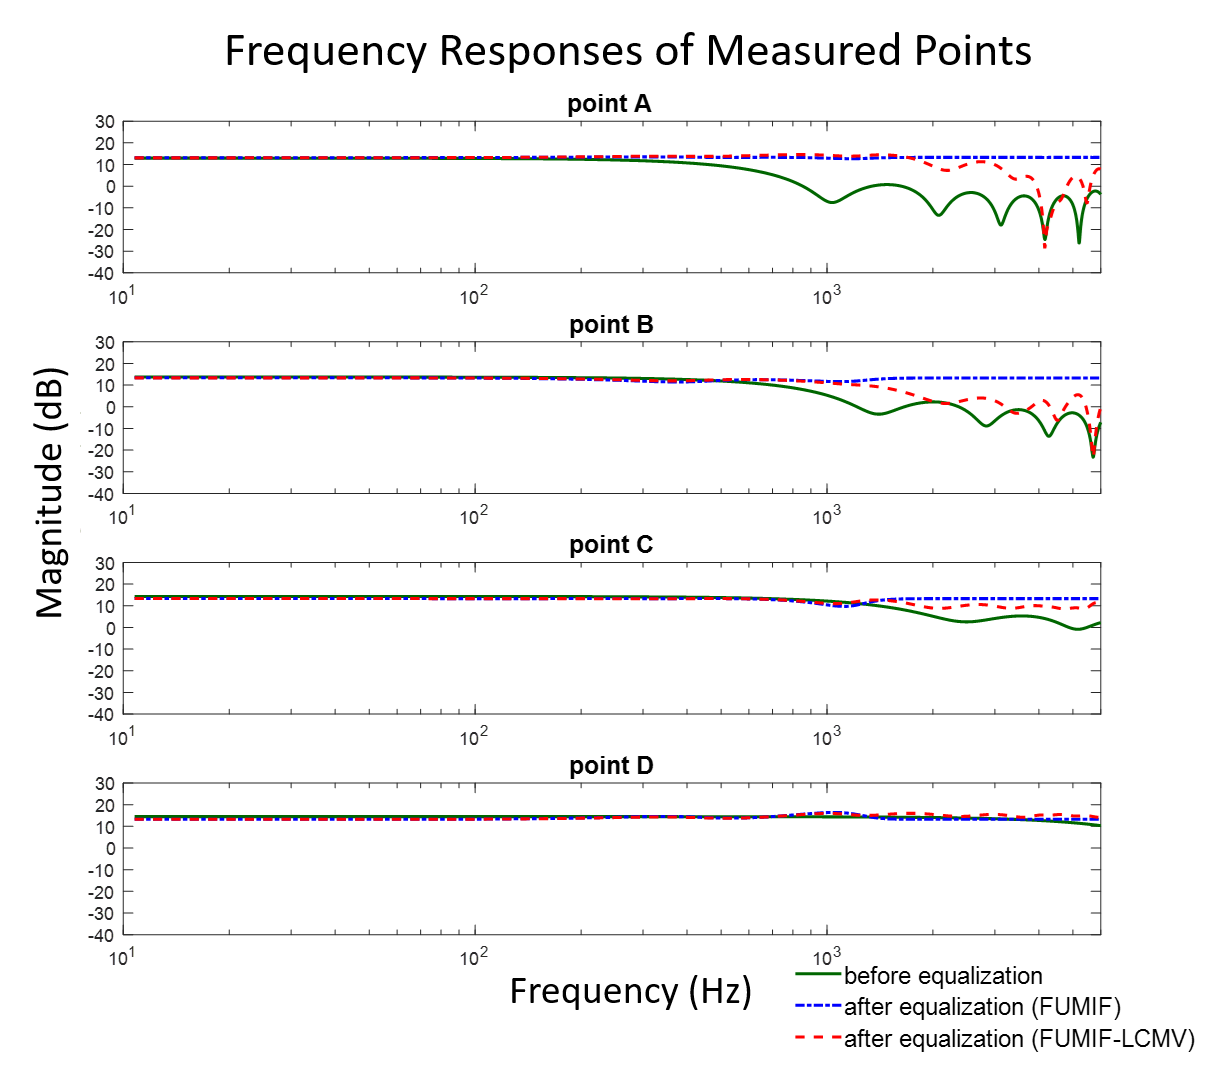 Frequency Responses of Measured Points
point A
30
20
10
0
-10
-20
-30
-40
10^1 10^2 10^3
point B
30
20
10
0
-10
-20
-30
-40
10^1 10^2 10^3
Magnitude (dB)
point C
30
20
10
0
-10
-20
-30
-40
10^1 10^2 10^3
point D
30
20
10
0
-10
-20
-30
-40
10^1 10^2 10^3
Frequency (Hz)
before equalization
after equalization (FUMIF)
after equalization (FUMIF-LCMV)